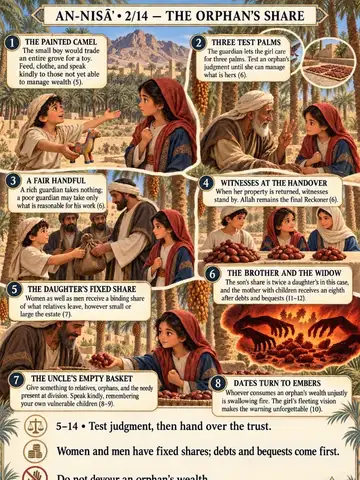 AN-NISĀʾ • 2/14 — THE ORPHAN'S SHARE
1 THE PAINTED CAMEL
The small boy would trade
an entire grove for a toy.
Feed, clothe, and speak
kindly to those not yet able
to manage wealth (5).
2 THREE TEST PALMS
The guardian lets the girl care
for three palms. Test an orphan's
judgment until she can manage
what is hers (6).
3 A FAIR HANDFUL
A rich guardian takes nothing;
a poor guardian may take only
what is reasonable for his work (6).
4 WITNESSES AT THE HANDOVER
When her property is returned, witnesses
stand by. Allah remains the final Reckoner (6).
5 THE DAUGHTER'S FIXED SHARE
Women as well as men receive a binding share
of what relatives leave, however small or
large the estate (7).
6 THE BROTHER AND THE WIDOW
The son's share is twice a daughter's in this case,
and the mother with children receives an eighth
after debts and bequests (11–12).
7 THE UNCLE'S EMPTY BASKET
Give something to relatives, orphans, and the needy
present at division. Speak kindly, remembering
your own vulnerable children (8–9).
8 DATES TURN TO EMBERS
Whoever consumes an orphan's wealth unjustly
is swallowing fire. The girl's fleeting vision
makes the warning unforgettable (10).
5–14 • Test judgment, then hand over the trust.
Women and men have fixed shares; debts and bequests come first.
Do not devour an orphan's wealth